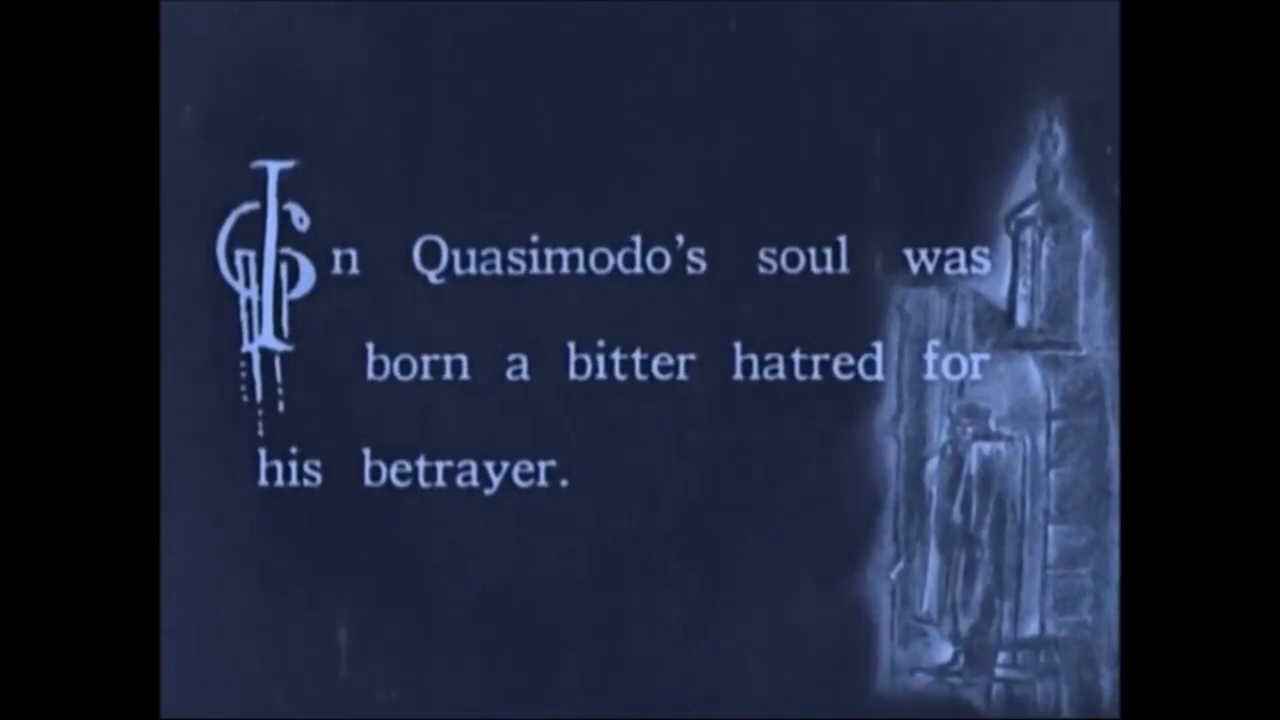 In Quasimodo's soul was
born a bitter hatred for
his betrayer.